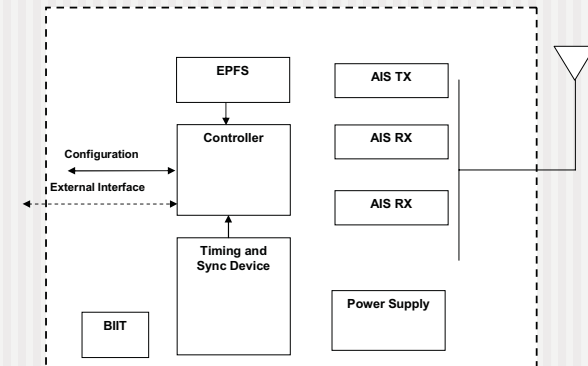 EPFS
AIS TX
Controller
AIS RX
Configuration
External Interface
AIS RX
Timing and
Sync Device
Power Supply
BIIT